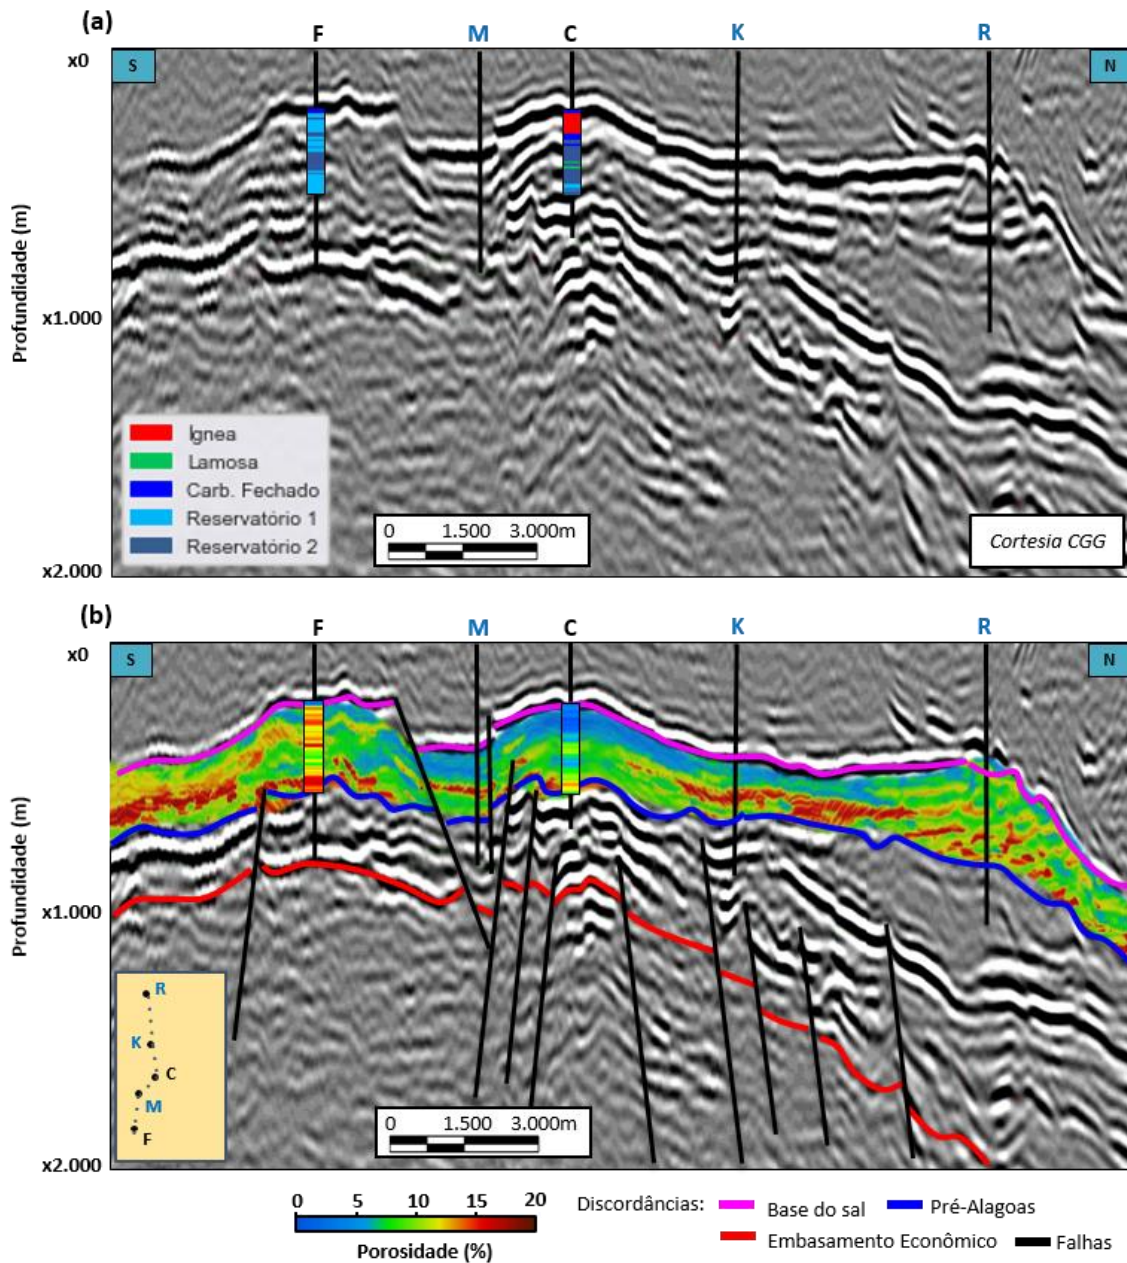 (a)
F M C K R
x0
S N
Profundidade (m)
x1.000
Ígnea
Lamosa
Carb. Fechado
Reservatório 1
Reservatório 2
0 1.500 3.000m
Cortesia CGG
x2.000
(b)
F M C K R
x0
S N
Profundidade (m)
x1.000
R
K
C
M
F
0 1.500 3.000m
x2.000
0 5 10 15 20
Porosidade (%)
Discordâncias: Base do sal Pré-Alagoas
Embasamento Econômico Falhas